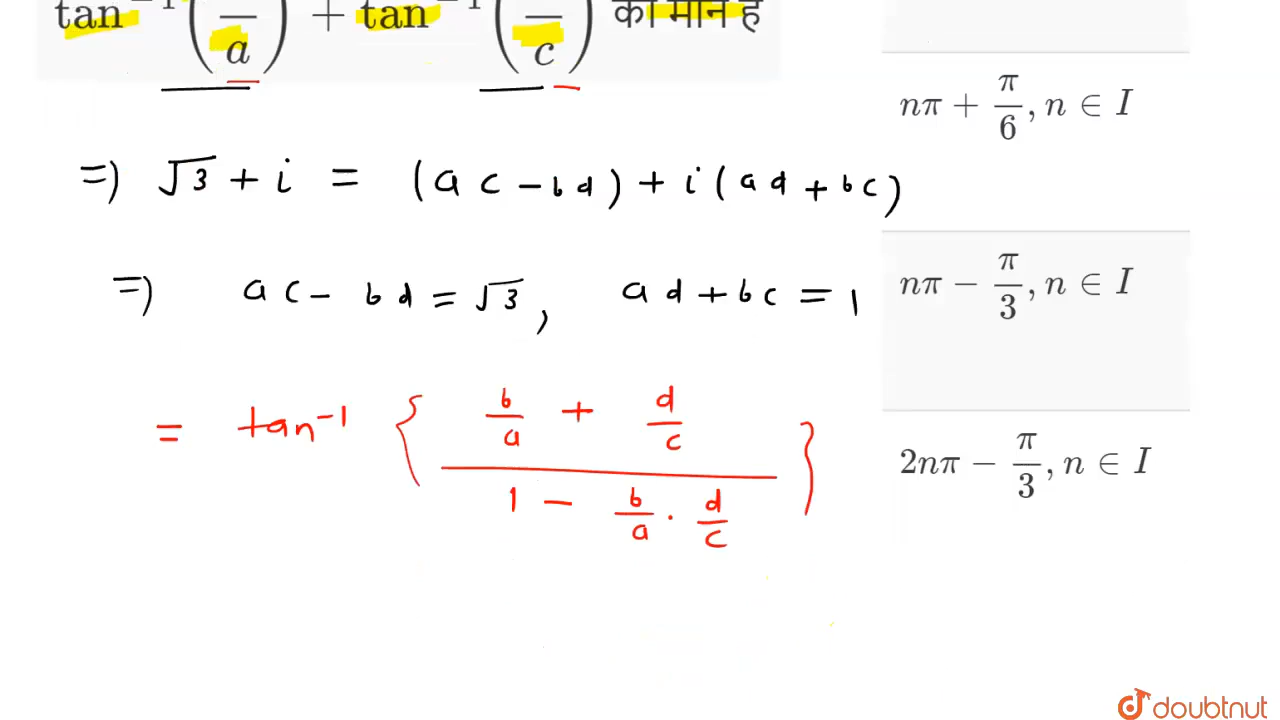 tan⁻¹(—/a) + tan⁻¹(—/c) का मान है
=) √3 + i = (ac - bd) + i(ad + bc)
=) ac - bd = √3, ad + bc = 1
= tan⁻¹ { (b/a + d/c) / (1 - b/a · d/c) }
nπ + π/6, n ∈ I
nπ - π/3, n ∈ I
2nπ - π/3, n ∈ I
doubtnut